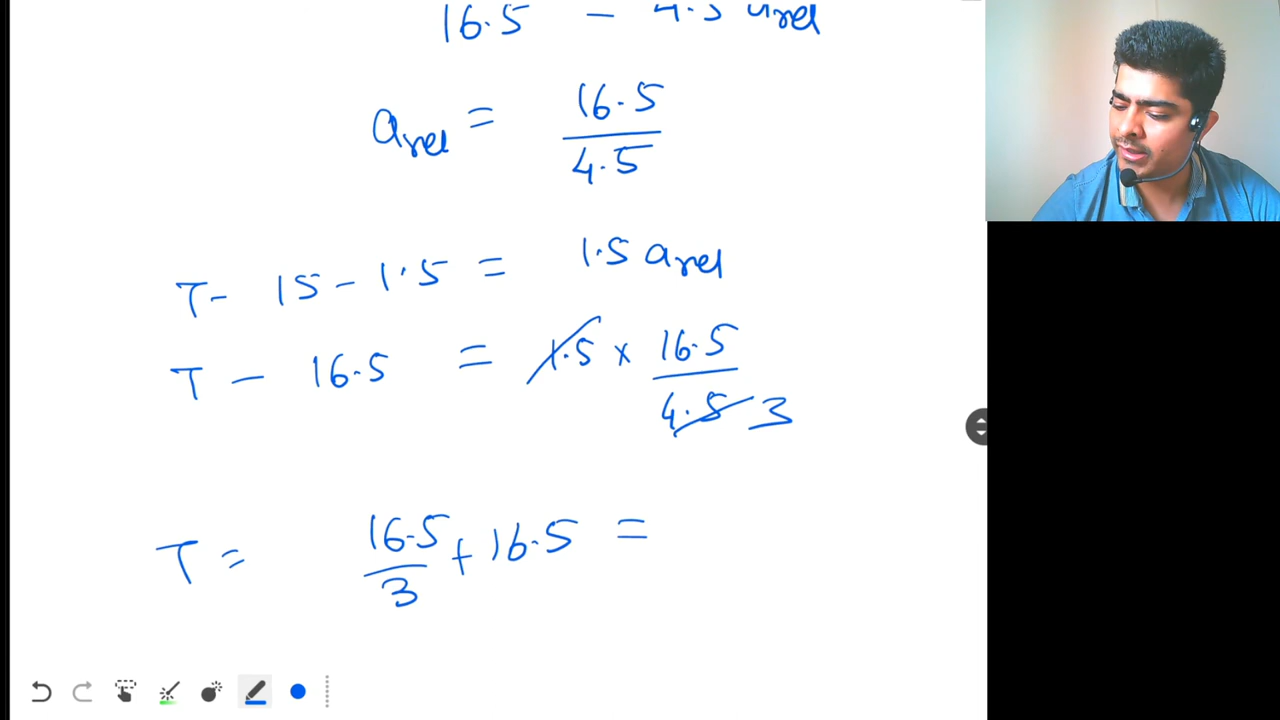 16.5 - 4.5 arel
arel = 16.5/4.5
T - 15 - 1.5 = 1.5 arel
T - 16.5 = 1.5 x 16.5/4.5 3
T = 16.5/3 + 16.5 =